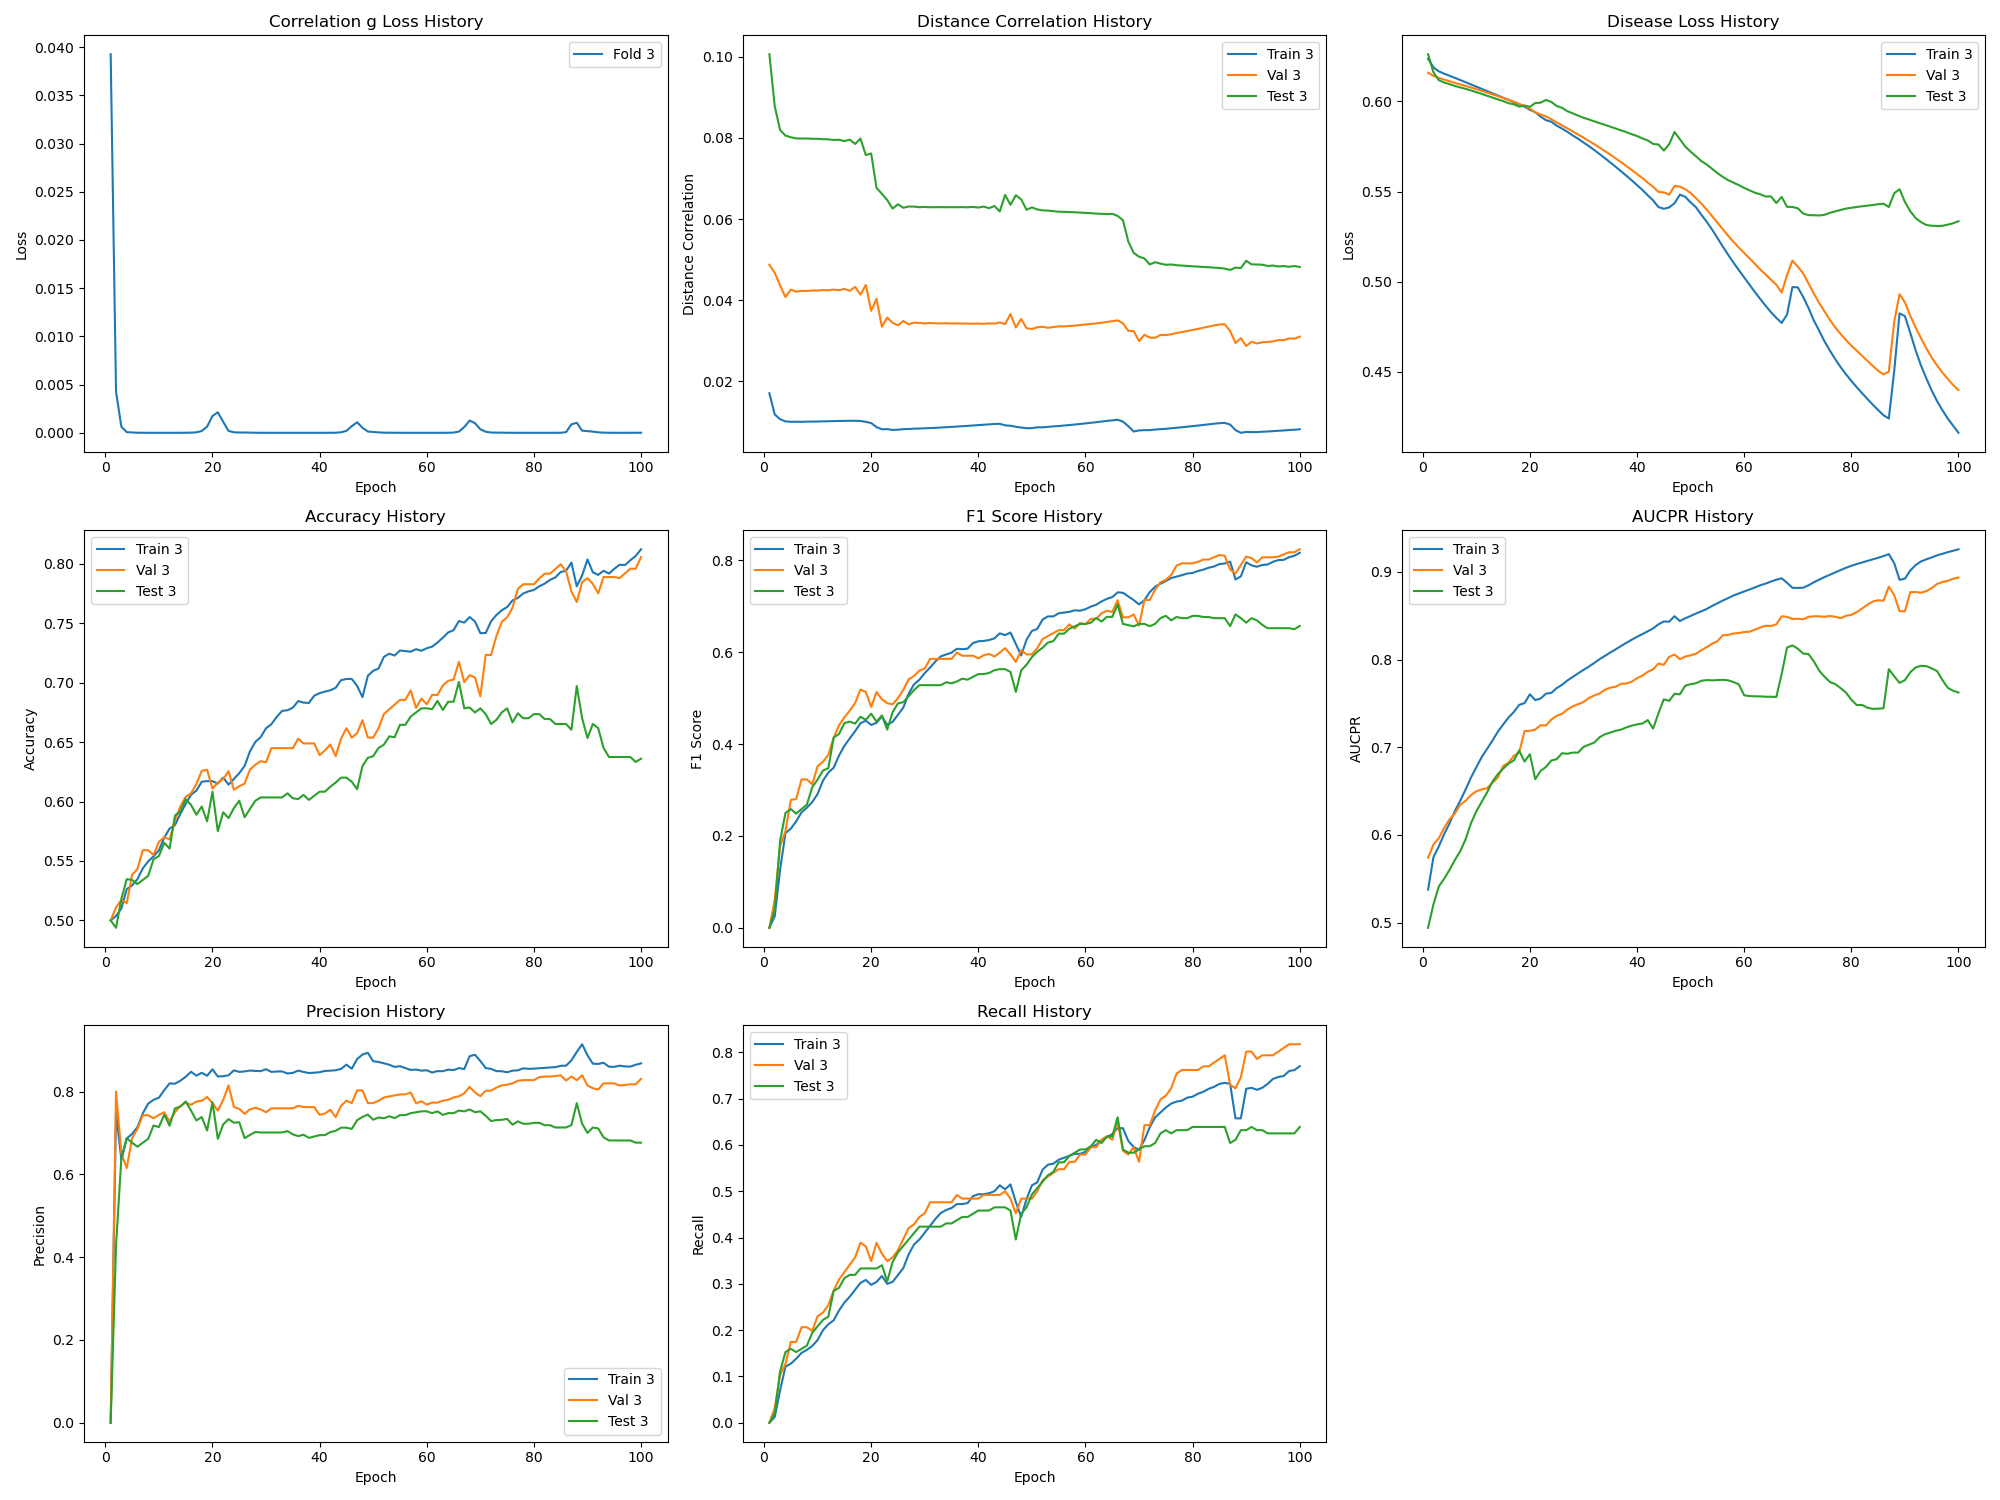 Correlation g Loss History
Loss
0.040
0.035
0.030
0.025
0.020
0.015
0.010
0.005
0.000
Fold 3
0 20 40 60 80 100
Epoch
Distance Correlation History
Distance Correlation
0.10
0.08
0.06
0.04
0.02
Train 3
Val 3
Test 3
0 20 40 60 80 100
Epoch
Disease Loss History
Loss
0.60
0.55
0.50
0.45
Train 3
Val 3
Test 3
0 20 40 60 80 100
Epoch
Accuracy History
Accuracy
0.80
0.75
0.70
0.65
0.60
0.55
0.50
Train 3
Val 3
Test 3
0 20 40 60 80 100
Epoch
F1 Score History
F1 Score
0.8
0.6
0.4
0.2
0.0
Train 3
Val 3
Test 3
0 20 40 60 80 100
Epoch
AUCPR History
AUCPR
0.9
0.8
0.7
0.6
0.5
Train 3
Val 3
Test 3
0 20 40 60 80 100
Epoch
Precision History
Precision
0.8
0.6
0.4
0.2
0.0
Train 3
Val 3
Test 3
0 20 40 60 80 100
Epoch
Recall History
Recall
0.8
0.7
0.6
0.5
0.4
0.3
0.2
0.1
0.0
Train 3
Val 3
Test 3
0 20 40 60 80 100
Epoch